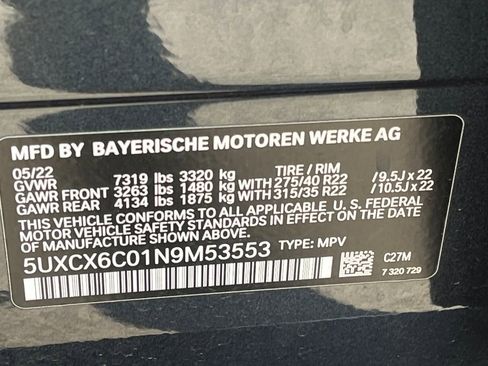 MFD BY BAYERISCHE MOTOREN WERKE AG
05/22
GVWR 7319 lbs 3320 kg TIRE / RIM
GAWR FRONT 3263 lbs 1480 kg WITH 275/40 R22 /9.5J x 22
GAWR REAR 4134 lbs 1875 kg WITH 315/35 R22 /10.5J x 22
THIS VEHICLE CONFORMS TO ALL APPLICABLE U. S. FEDERAL
MOTOR VEHICLE SAFETY STANDARDS IN EFFECT ON THE DATE
OF MANUFACTURE SHOWN ABOVE.
5UXCX6C01N9M53553 TYPE: MPV
C27M
7 320 729